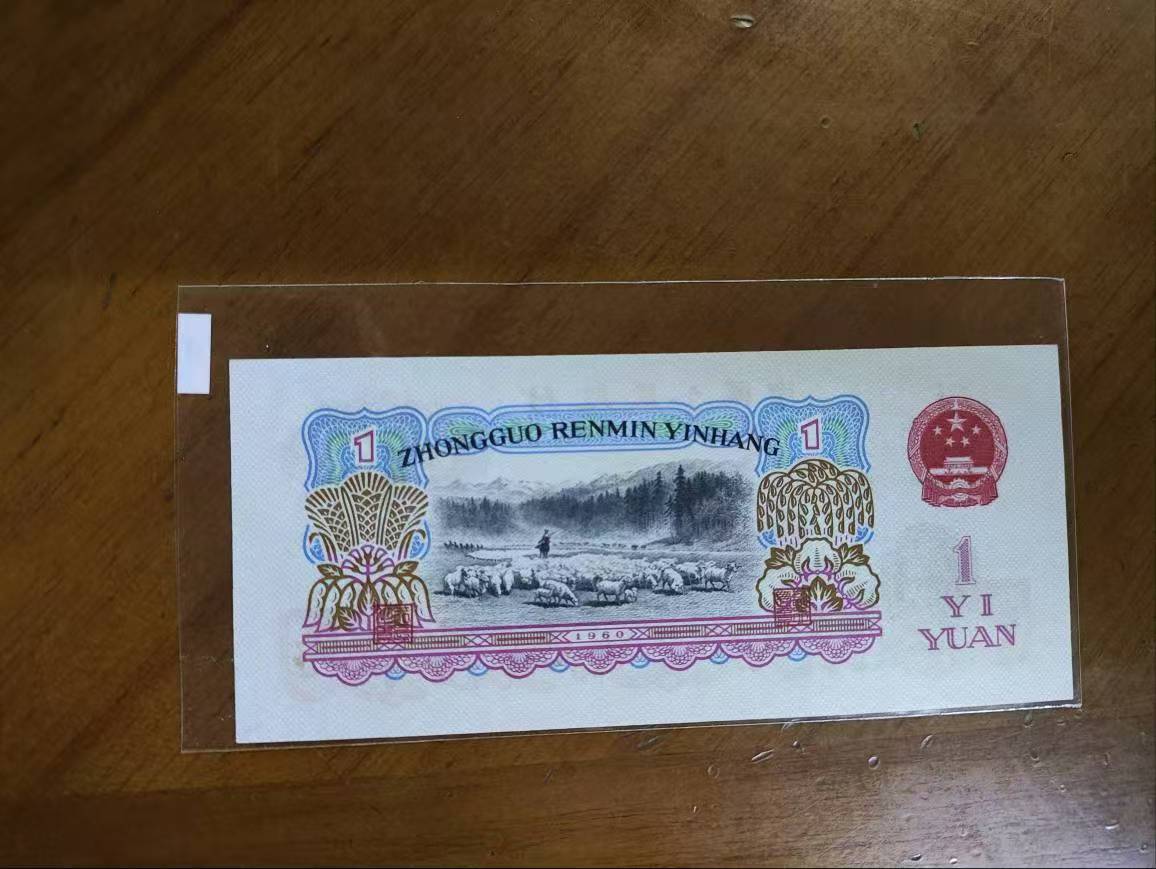 1
ZHONGGUO RENMIN YINHANG
1
1960
1
YI
YUAN